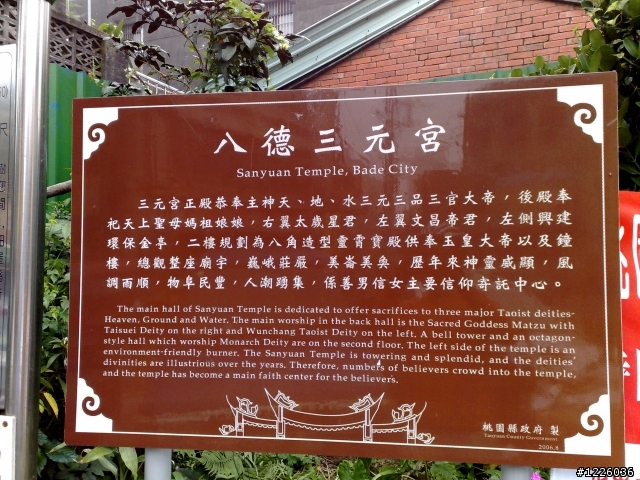 八德三元宮
Sanyuan Temple, Bade City
三元宮正殿恭奉主神天、地、水三元三品三官大帝，後殿奉
祀天上聖母媽祖娘娘，右翼太歲星君，左翼文昌帝君，左側興建
環保金亭，二樓規劃為八角造型靈霄寶殿供奉玉皇大帝以及鐘
樓，總觀整座廟宇，巍峨莊嚴，美崙美奐，歷年來神靈威顯，風
調雨順，物阜民豐，人潮踴集，係善男信女主要信仰寄託中心。
The main hall of Sanyuan Temple is dedicated to offer sacrifices to three major Taoist deities-
Heaven, Ground and Water. The main worship in the back hall is the Sacred Goddess Matzu with
Taisuei Deity on the right and Wunchang Taoist Deity on the left. A bell tower and an octagon-
style hall which worship Monarch Deity are on the second floor. The left side of the temple is an
environment-friendly burner. The Sanyuan Temple is towering and splendid, and the deities'
divinities are illustrious over the years. Therefore, numbers of believers crowd into the temple,
and the temple has become a main faith center for the believers.
桃園縣政府 製
Taoyuan County Government
2006.8
#1226036